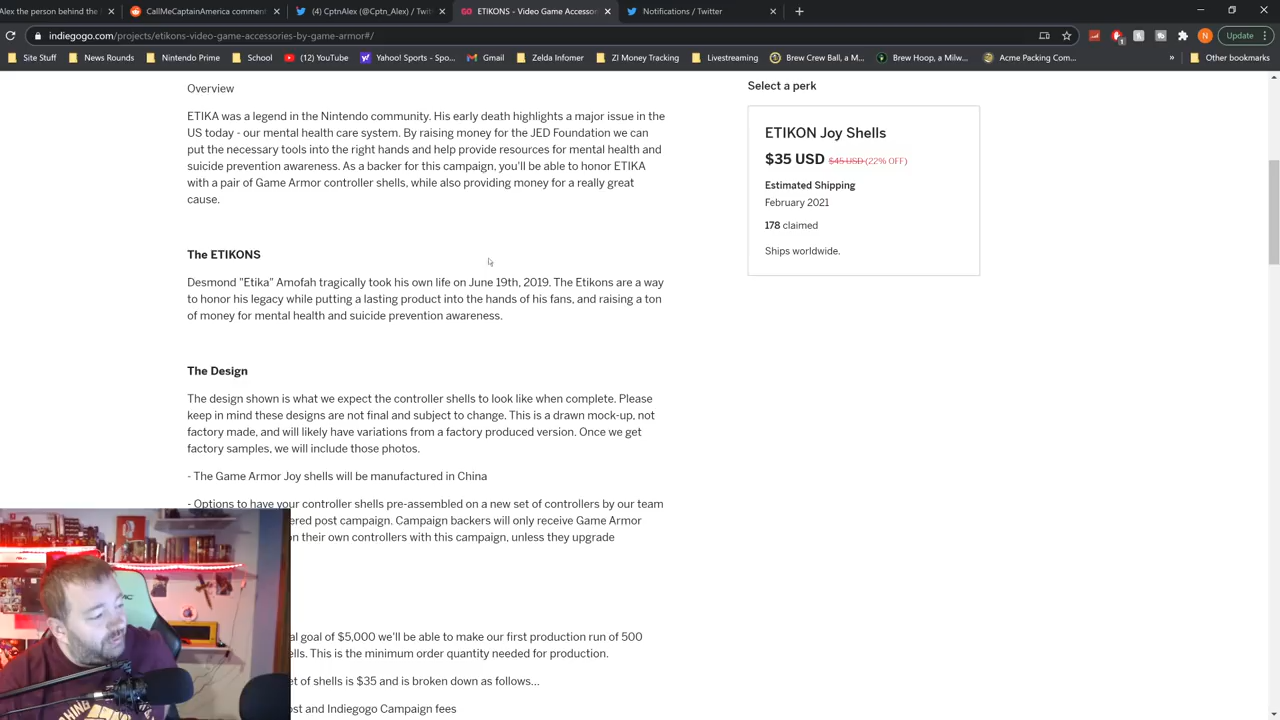 Alex the person behind the
CallMeCaptainAmerica comment
(4) CptnAlex (@Cptn_Alex) / Twit
ETIKONS - Video Game Accessor
Notifications / Twitter
indiegogo.com/projects/etikons-video-game-accessories-by-game-armor#/
Update
Site Stuff
News Rounds
Nintendo Prime
School
(12) YouTube
Yahoo! Sports - Spo...
Gmail
Zelda Infomer
ZI Money Tracking
Livestreaming
Brew Crew Ball, a M...
Brew Hoop, a Milw...
Acme Packing Com...
»
Other bookmarks
Overview
ETIKA was a legend in the Nintendo community. His early death highlights a major issue in the
US today - our mental health care system. By raising money for the JED Foundation we can
put the necessary tools into the right hands and help provide resources for mental health and
suicide prevention awareness. As a backer for this campaign, you'll be able to honor ETIKA
with a pair of Game Armor controller shells, while also providing money for a really great
cause.
The ETIKONS
Desmond "Etika" Amofah tragically took his own life on June 19th, 2019. The Etikons are a way
to honor his legacy while putting a lasting product into the hands of his fans, and raising a ton
of money for mental health and suicide prevention awareness.
The Design
The design shown is what we expect the controller shells to look like when complete. Please
keep in mind these designs are not final and subject to change. This is a drawn mock-up, not
factory made, and will likely have variations from a factory produced version. Once we get
factory samples, we will include those photos.
- The Game Armor Joy shells will be manufactured in China
- Options to have your controller shells pre-assembled on a new set of controllers by our team
ered post campaign. Campaign backers will only receive Game Armor
on their own controllers with this campaign, unless they upgrade
al goal of $5,000 we'll be able to make our first production run of 500
ells. This is the minimum order quantity needed for production.
et of shells is $35 and is broken down as follows...
ost and Indiegogo Campaign fees
Select a perk
ETIKON Joy Shells
$35 USD $45 USD (22% OFF)
Estimated Shipping
February 2021
178 claimed
Ships worldwide.